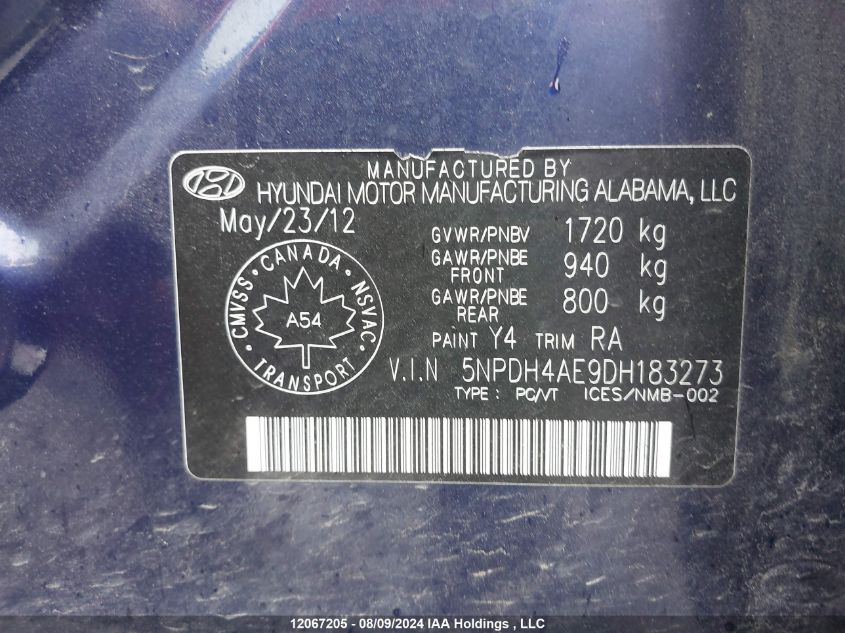 MANUFACTURED BY
HYUNDAI MOTOR MANUFACTURING ALABAMA, LLC
May/23/12
GVWR/PNBV 1720 kg
GAWR/PNBE FRONT 940 kg
GAWR/PNBE REAR 800 kg
CANADA
CMVSS NSVAC
A54
TRANSPORT
PAINT Y4 TRIM RA
V.I.N 5NPDH4AE9DH183273
TYPE : PC/VT ICES/NMB-002
12067205 - 08/09/2024 IAA Holdings , LLC